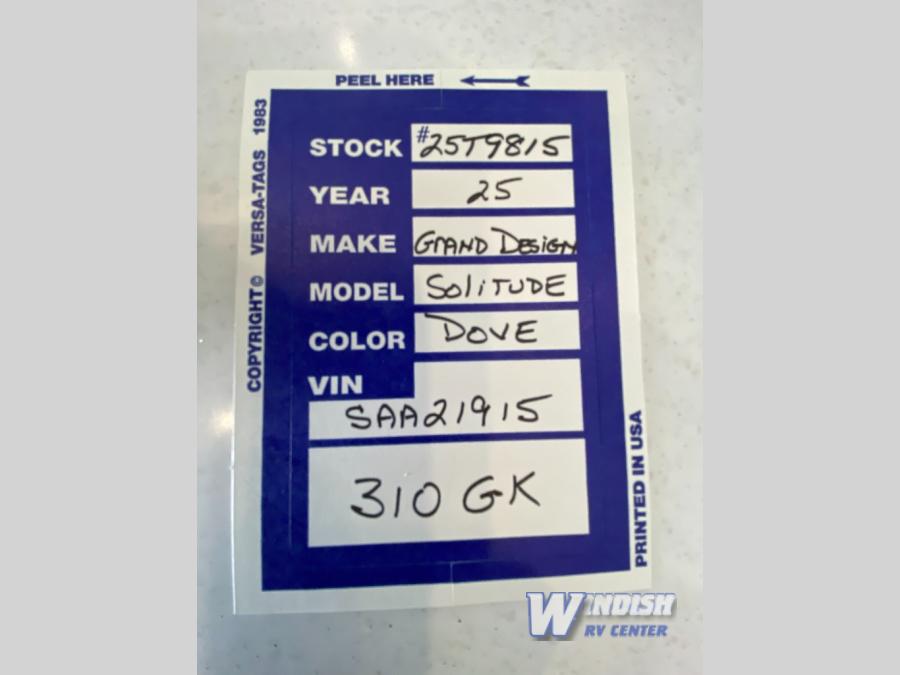 PEEL HERE
COPYRIGHT © VERSA-TAGS 1983
STOCK #25T9815
YEAR 25
MAKE GRAND DESIGN
MODEL SOLiTUDE
COLOR DOVE
VIN
SAA21915
310 GK
PRINTED IN USA
WINDISH
RV CENTER